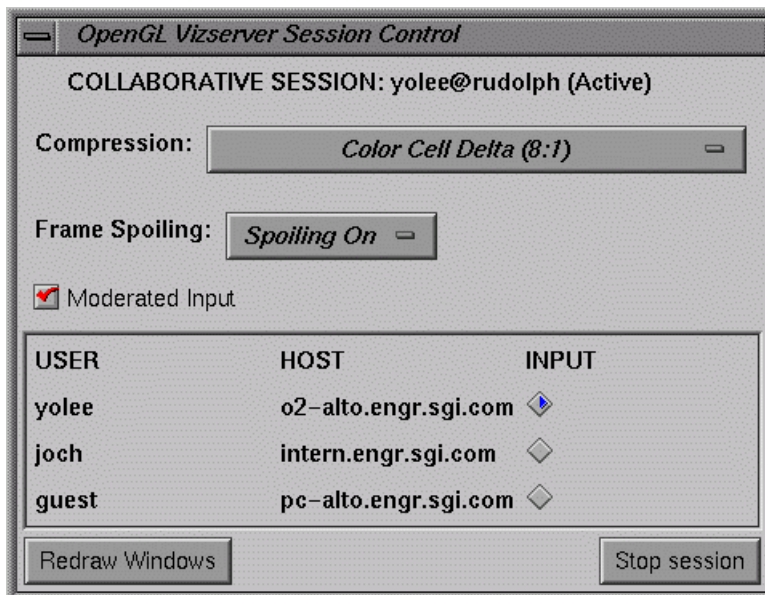 OpenGL Vizserver Session Control
COLLABORATIVE SESSION: yolee@rudolph (Active)
Compression: Color Cell Delta (8:1)
Frame Spoiling: Spoiling On
Moderated Input
USER HOST INPUT
yolee o2-alto.engr.sgi.com
joch intern.engr.sgi.com
guest pc-alto.engr.sgi.com
Redraw Windows Stop session